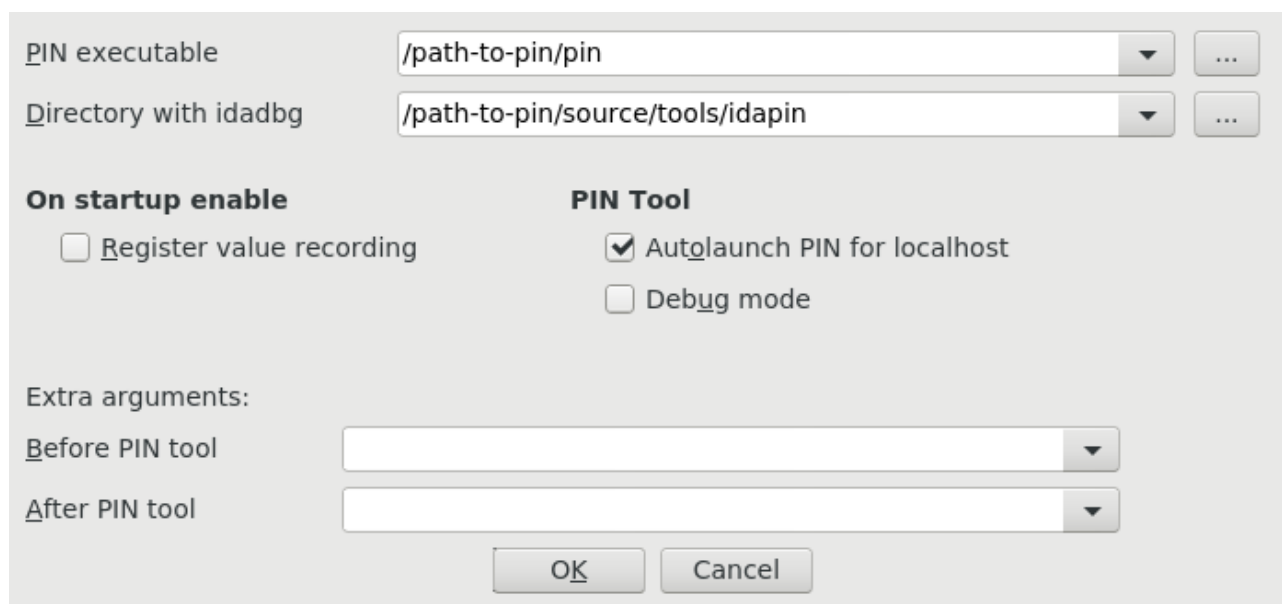 PIN executable /path-to-pin/pin ...
Directory with idadbg /path-to-pin/source/tools/idapin ...
On startup enable PIN Tool
Register value recording Autolaunch PIN for localhost
Debug mode
Extra arguments:
Before PIN tool
After PIN tool
OK Cancel